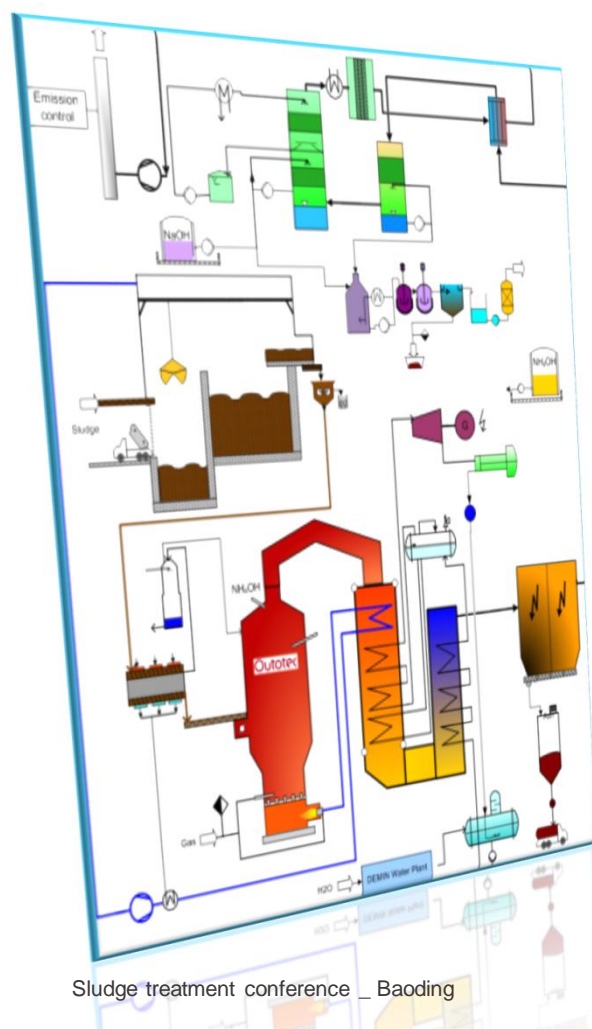 Emission
control
NaOH
NH₄OH
Sludge
G
NH₄OH
Outotec
Gas
H2O
DEMIN Water Plant
Sludge treatment conference _ Baoding